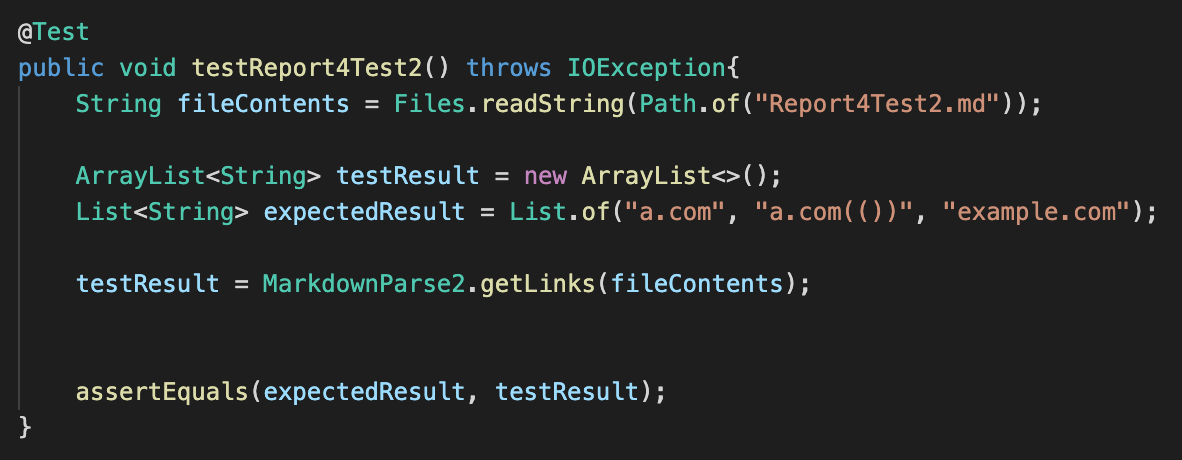 @Test
public void testReport4Test2() throws IOException{
    String fileContents = Files.readString(Path.of("Report4Test2.md"));
    ArrayList<String> testResult = new ArrayList<>();
    List<String> expectedResult = List.of("a.com", "a.com(())", "example.com");
    testResult = MarkdownParse2.getLinks(fileContents);
    assertEquals(expectedResult, testResult);
}